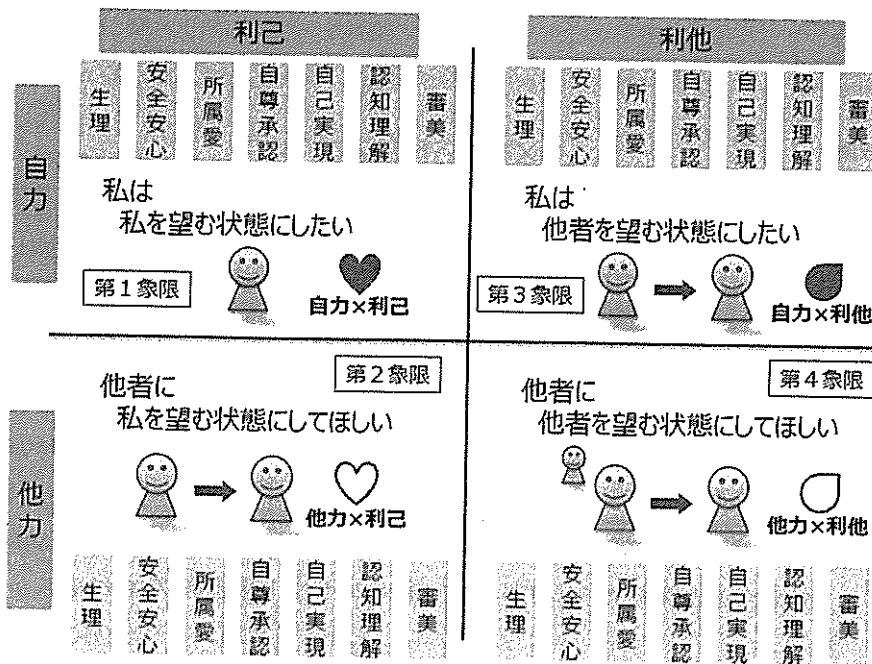 利己
利他
生理
安全安心
所属愛
自尊承認
自己実現
認知理解
審美
生理
安全安心
所属愛
自尊承認
自己実現
認知理解
審美
自力
私は
私を望む状態にしたい
第1象限
自力×利己
私は
他者を望む状態にしたい
第3象限
自力×利他
他力
第2象限
他者に
私を望む状態にしてほしい
他力×利己
第4象限
他者に
他者を望む状態にしてほしい
他力×利他
生理
安全安心
所属愛
自尊承認
自己実現
認知理解
審美
生理
安全安心
所属愛
自尊承認
自己実現
認知理解
審美